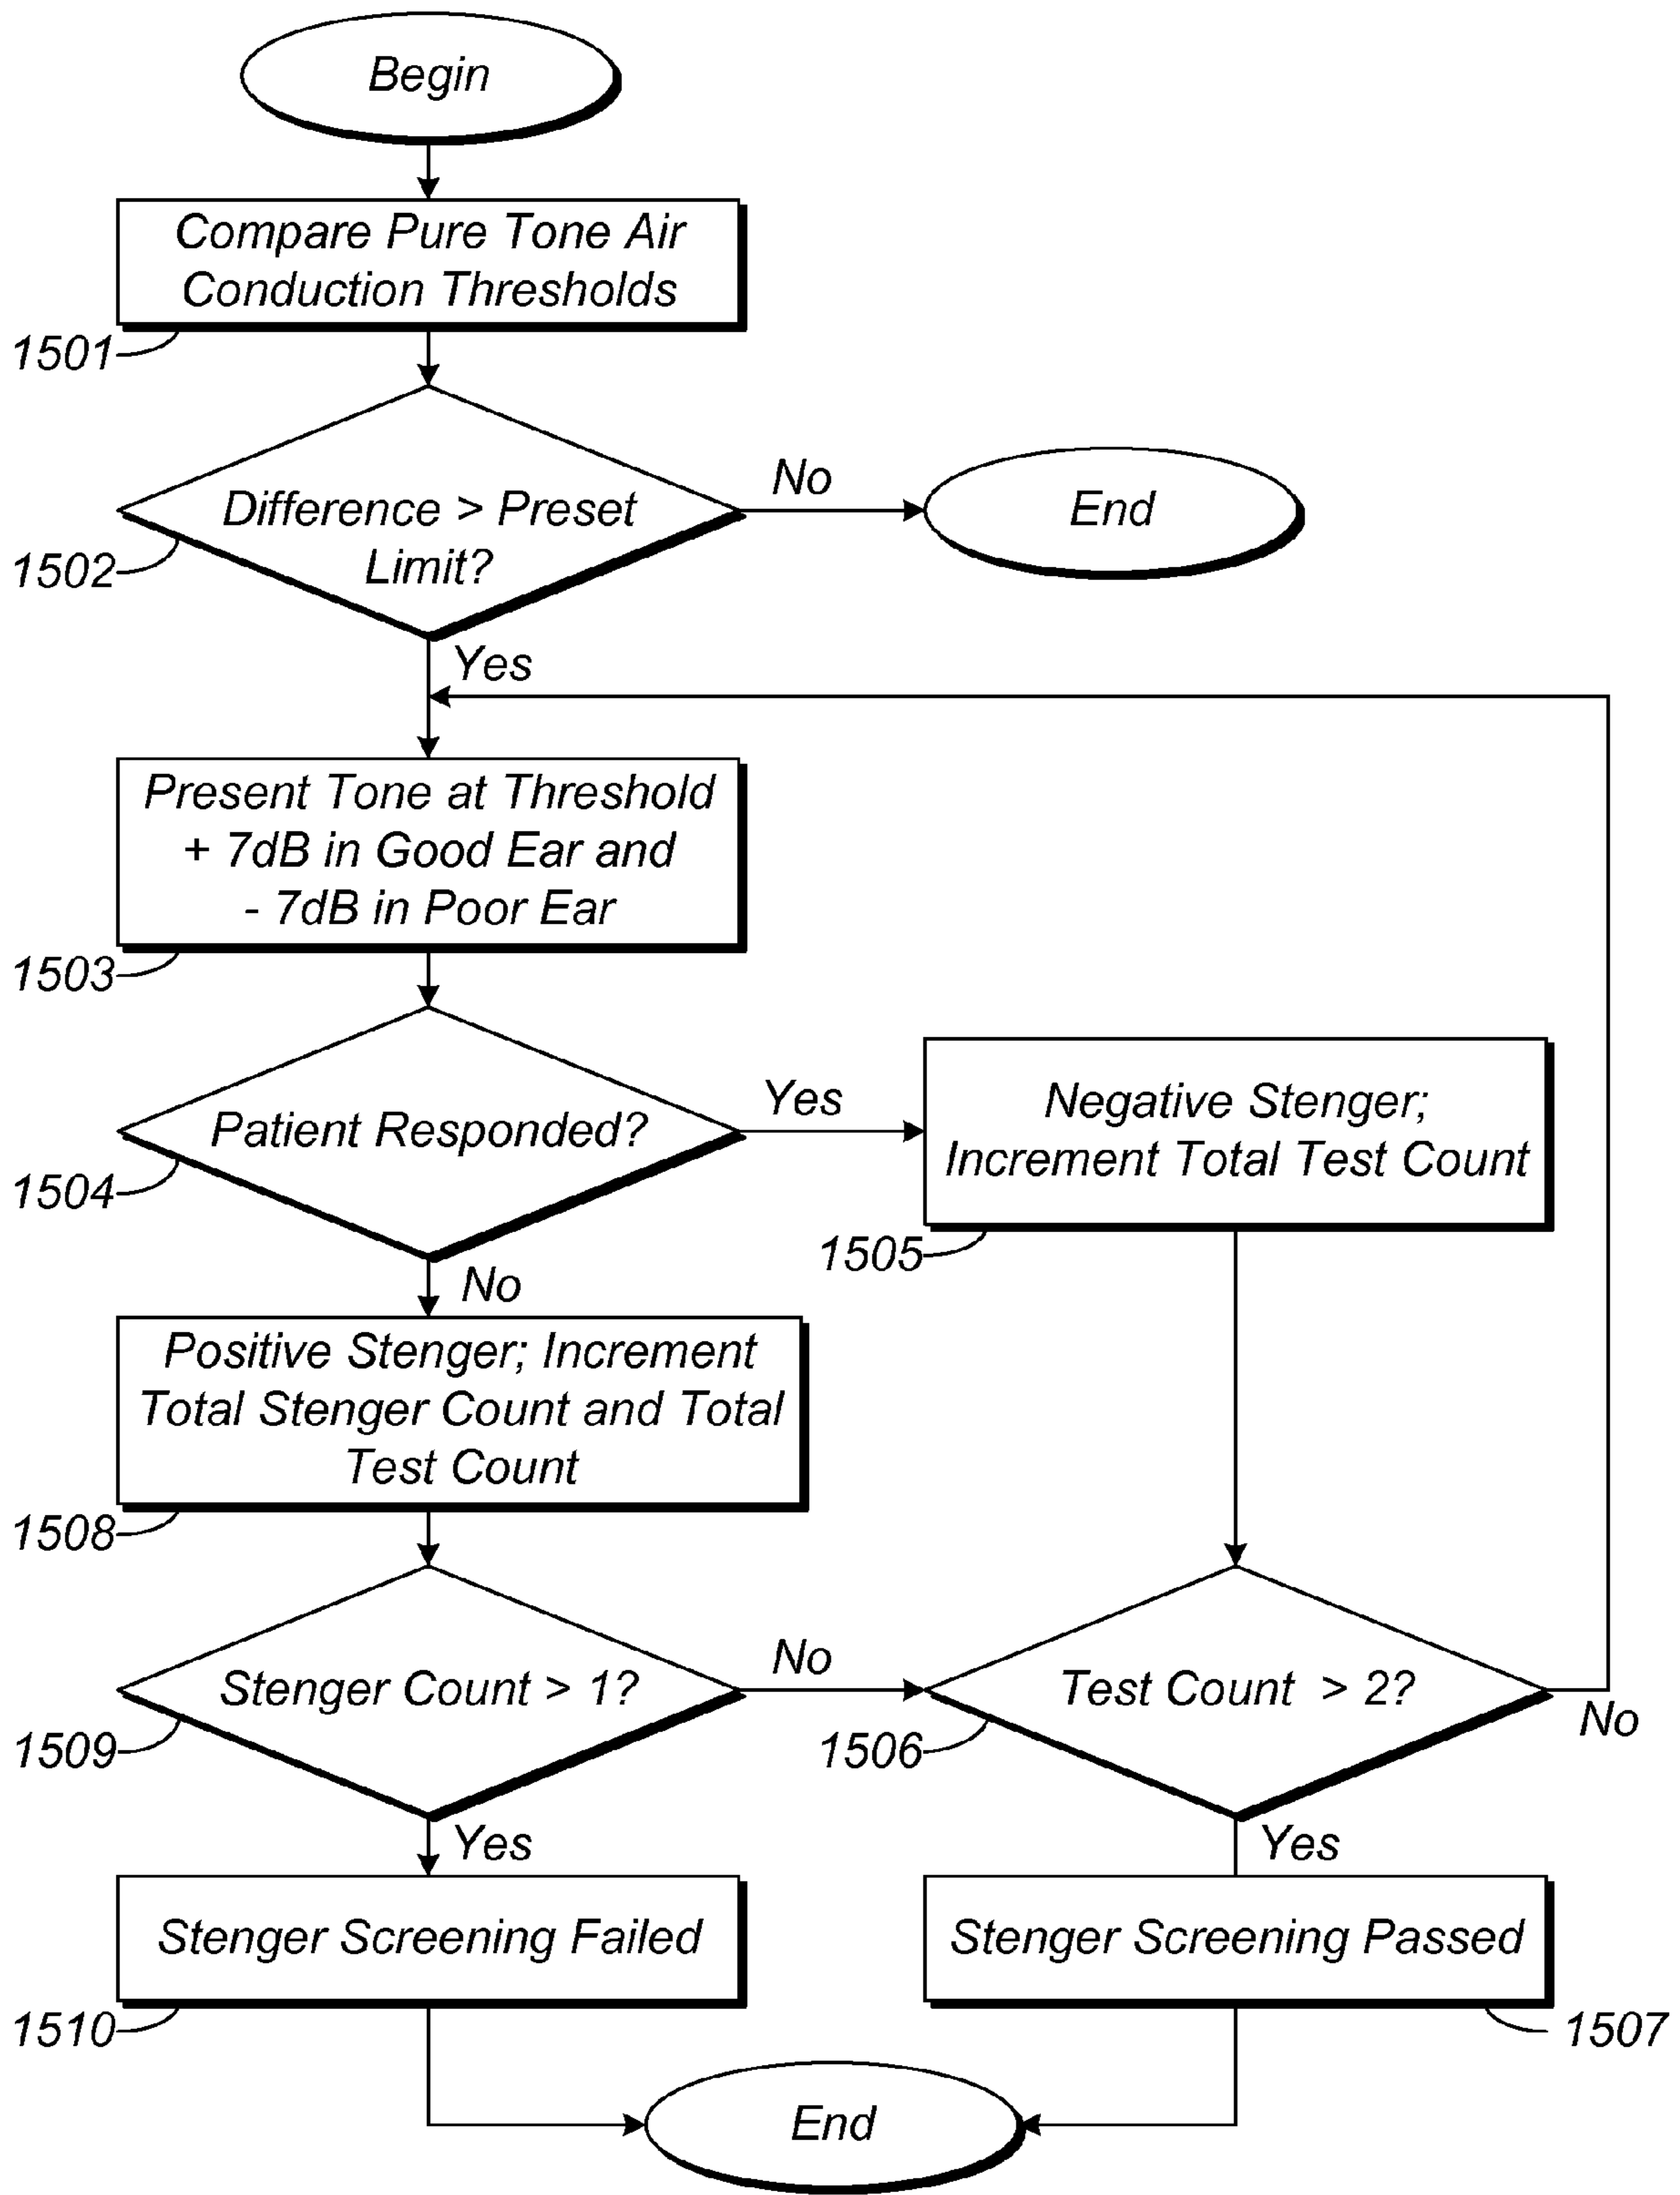 Begin
Compare Pure Tone Air
Conduction Thresholds
1501
Difference > Preset
Limit?
1502
No
End
Yes
Present Tone at Threshold
+ 7dB in Good Ear and
- 7dB in Poor Ear
1503
Patient Responded?
1504
Yes
Negative Stenger;
Increment Total Test Count
1505
No
Positive Stenger; Increment
Total Stenger Count and Total
Test Count
1508
Stenger Count > 1?
1509
No
Test Count > 2?
1506
No
Yes
Stenger Screening Failed
1510
Yes
Stenger Screening Passed
1507
End